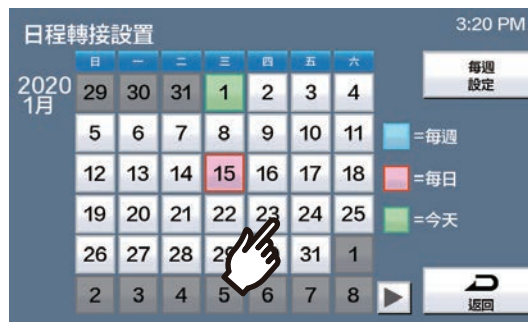 日程轉接設置
3:20 PM
2020
1月
日 一 二 三 四 五 六
29 30 31 1 2 3 4
5 6 7 8 9 10 11
12 13 14 15 16 17 18
19 20 21 22 23 24 25
26 27 28 29 31 1
2 3 4 5 6 7 8
每週
設定
=每週
=每日
=今天
返回